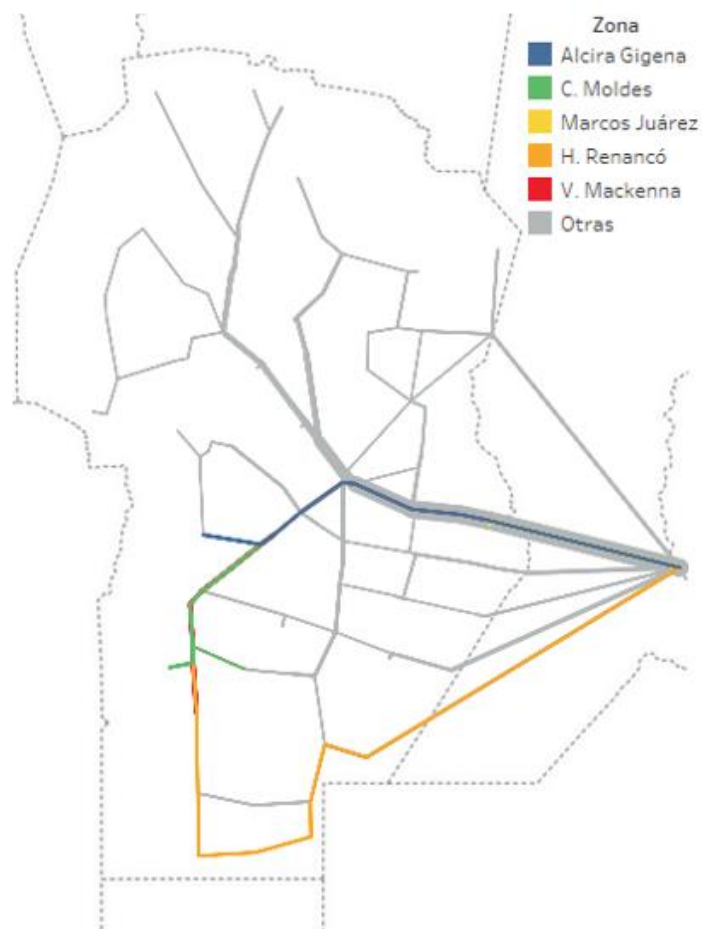 Zona
Alcira Gigena
C. Moldes
Marcos Juárez
H. Renancó
V. Mackenna
Otras